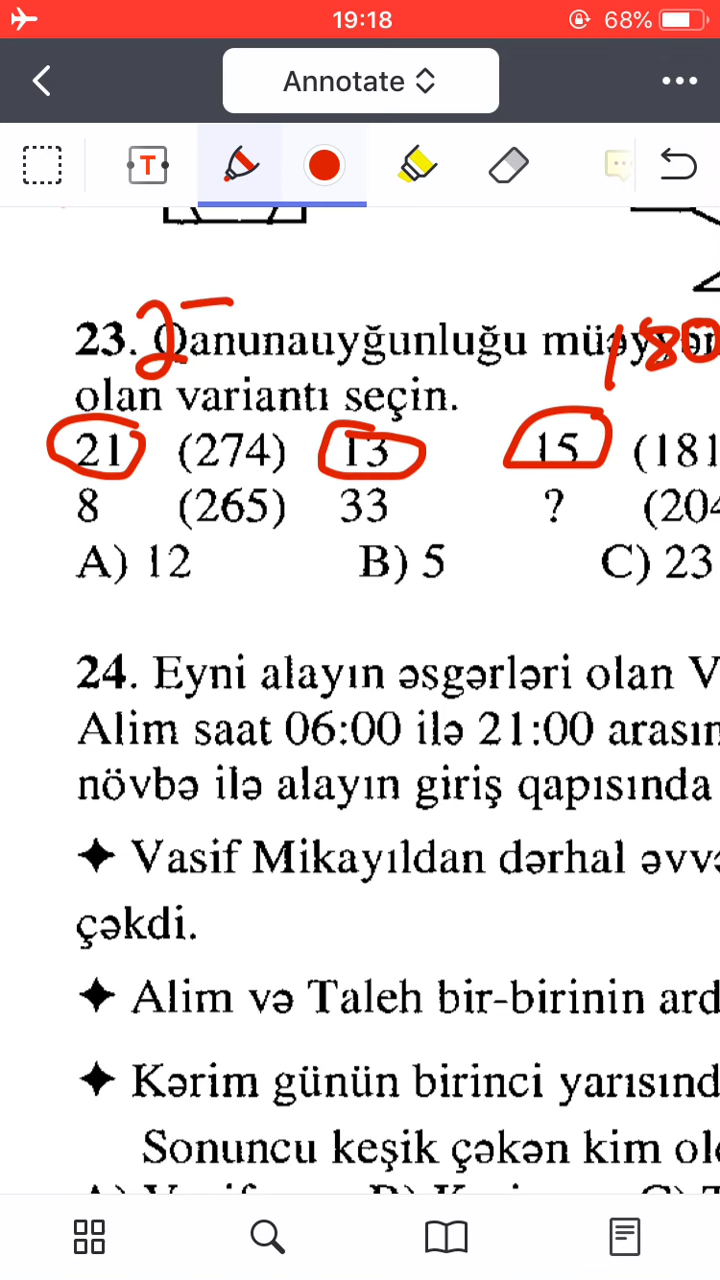 19:18 68%
Annotate
T
2 180
23. Qanunauyğunluğu
olan variantı seçin.
21 (274) 13 15 (181
8 (265) 33 ? (204
A) 12 B) 5 C) 23
24. Eyni alayın əsgərləri olan V
Alim saat 06:00 ilə 21:00 arasın
növbə ilə alayın giriş qapısında
✦ Vasif Mikayıldan dərhal əvvə
çəkdi.
✦ Alim və Taleh bir-birinin ard
✦ Kərim günün birinci yarısınd
Sonuncu keşik çəkən kim ol